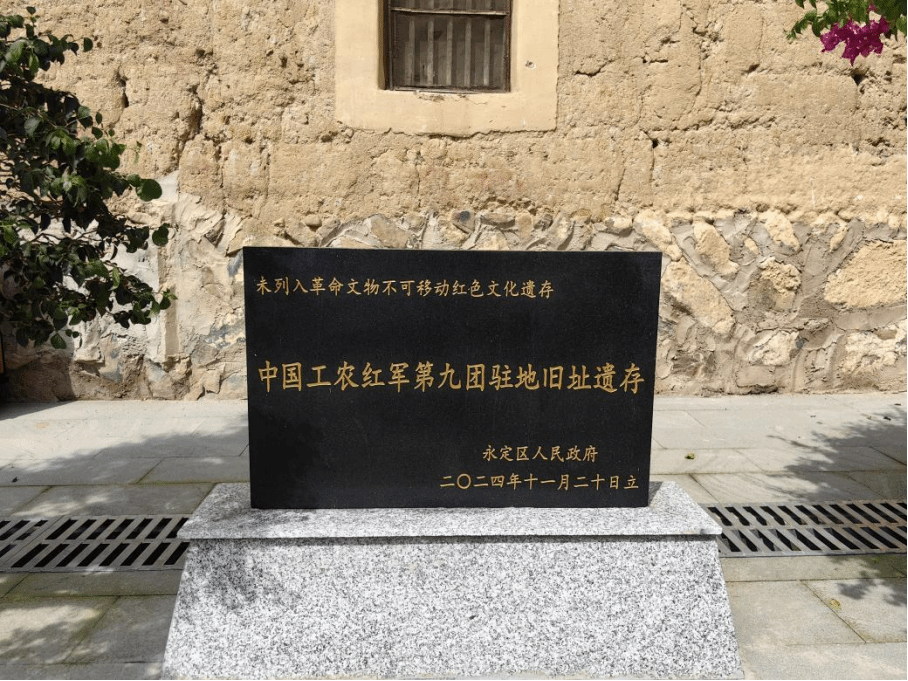 未列入革命文物不可移动红色文化遗存
中国工农红军第九团驻地旧址遗存
永定区人民政府
二〇二四年十一月二十日立